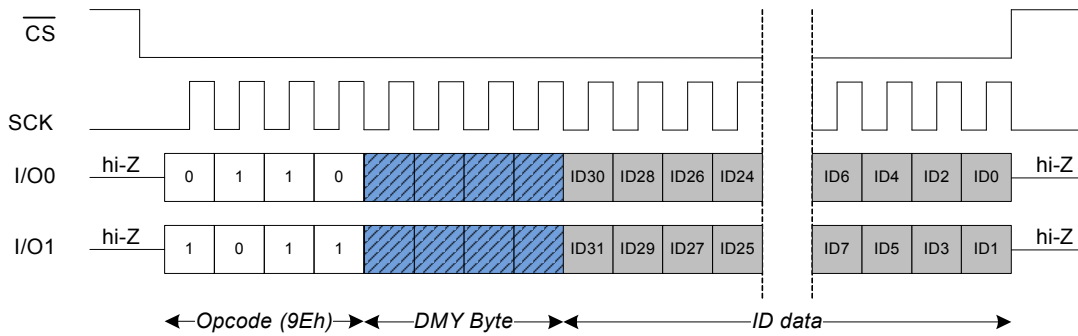 CS
SCK
hi-Z 0 1 1 0 ID30 ID28 ID26 ID24 ID6 ID4 ID2 ID0 hi-Z
I/O0
hi-Z 1 0 1 1 ID31 ID29 ID27 ID25 ID7 ID5 ID3 ID1 hi-Z
I/O1
Opcode (9Eh) DMY Byte ID data